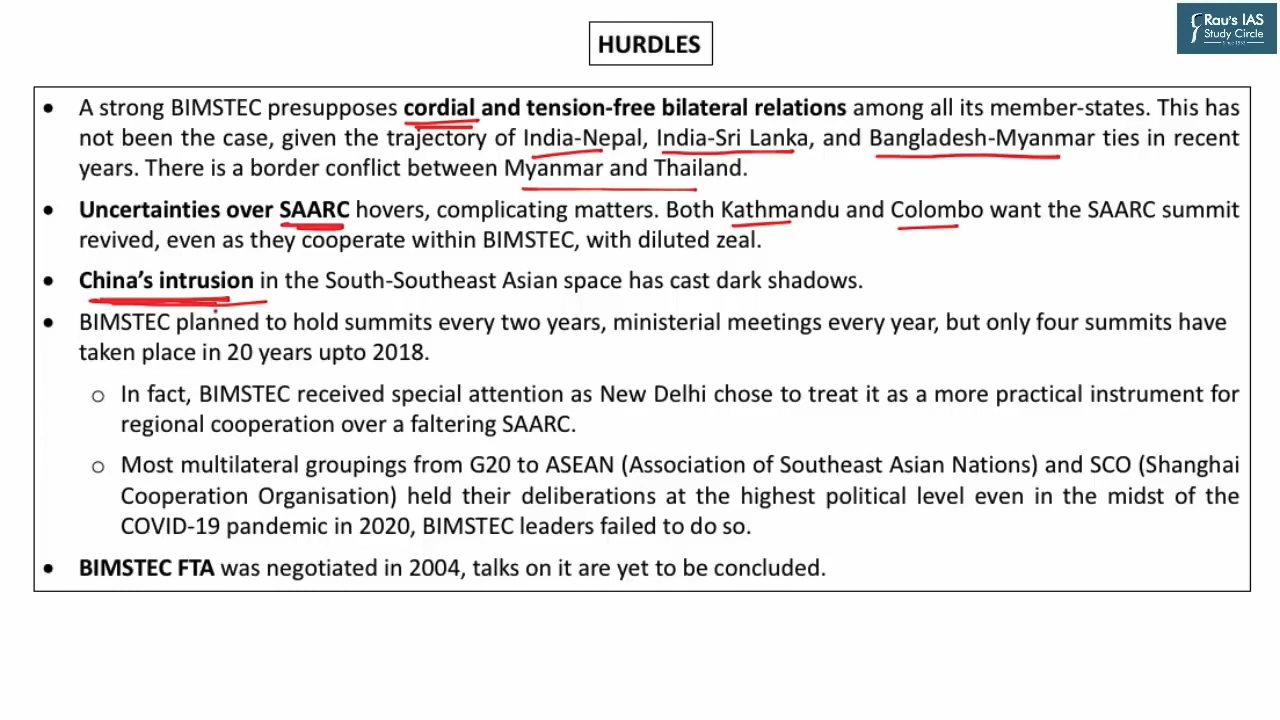 Rau's IAS
Study Circle
HURDLES
• A strong BIMSTEC presupposes cordial and tension-free bilateral relations among all its member-states. This has
not been the case, given the trajectory of India-Nepal, India-Sri Lanka, and Bangladesh-Myanmar ties in recent
years. There is a border conflict between Myanmar and Thailand.
• Uncertainties over SAARC hovers, complicating matters. Both Kathmandu and Colombo want the SAARC summit
revived, even as they cooperate within BIMSTEC, with diluted zeal.
• China's intrusion in the South-Southeast Asian space has cast dark shadows.
• BIMSTEC planned to hold summits every two years, ministerial meetings every year, but only four summits have
taken place in 20 years upto 2018.
o In fact, BIMSTEC received special attention as New Delhi chose to treat it as a more practical instrument for
regional cooperation over a faltering SAARC.
o Most multilateral groupings from G20 to ASEAN (Association of Southeast Asian Nations) and SCO (Shanghai
Cooperation Organisation) held their deliberations at the highest political level even in the midst of the
COVID-19 pandemic in 2020, BIMSTEC leaders failed to do so.
• BIMSTEC FTA was negotiated in 2004, talks on it are yet to be concluded.